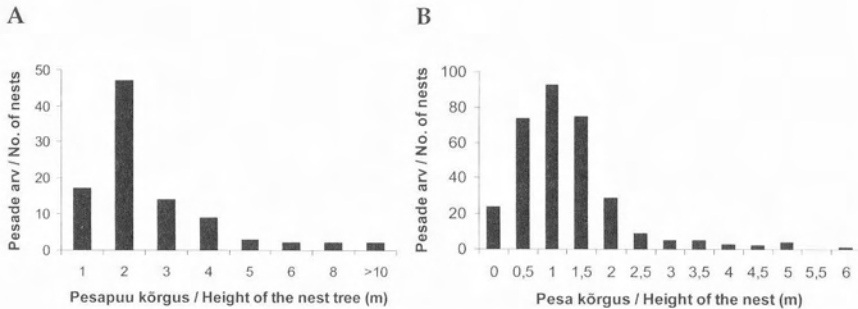 A
Pesade arv / No. of nests
50
40
30
20
10
0
1 2 3 4 5 6 8 >10
Pesapuu kõrgus / Height of the nest tree (m)
B
Pesade arv / No. of nests
100
80
60
40
20
0
0 0,5 1 1,5 2 2,5 3 3,5 4 4,5 5 5,5 6
Pesa kõrgus / Height of the nest (m)